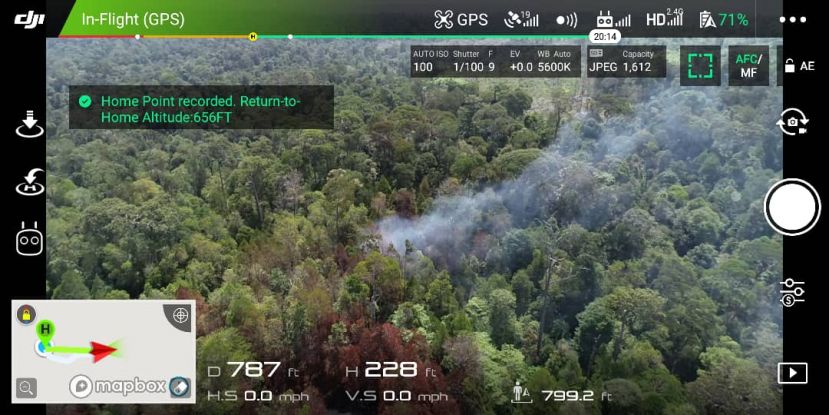 dji
In-Flight (GPS)
GPS
19
HD
2.4G
71%
H
20:14
AUTO ISO Shutter F EV WB Auto Capacity
100 1/100 9 +0.0 5600K JPEG 1,612
AFC/
MF
AE
Home Point recorded. Return-to-
Home Altitude:656FT
H
S
H
mapbox
D 787 ft H 228 ft
H.S 0.0 mph V.S 0.0 mph A 799.2 ft